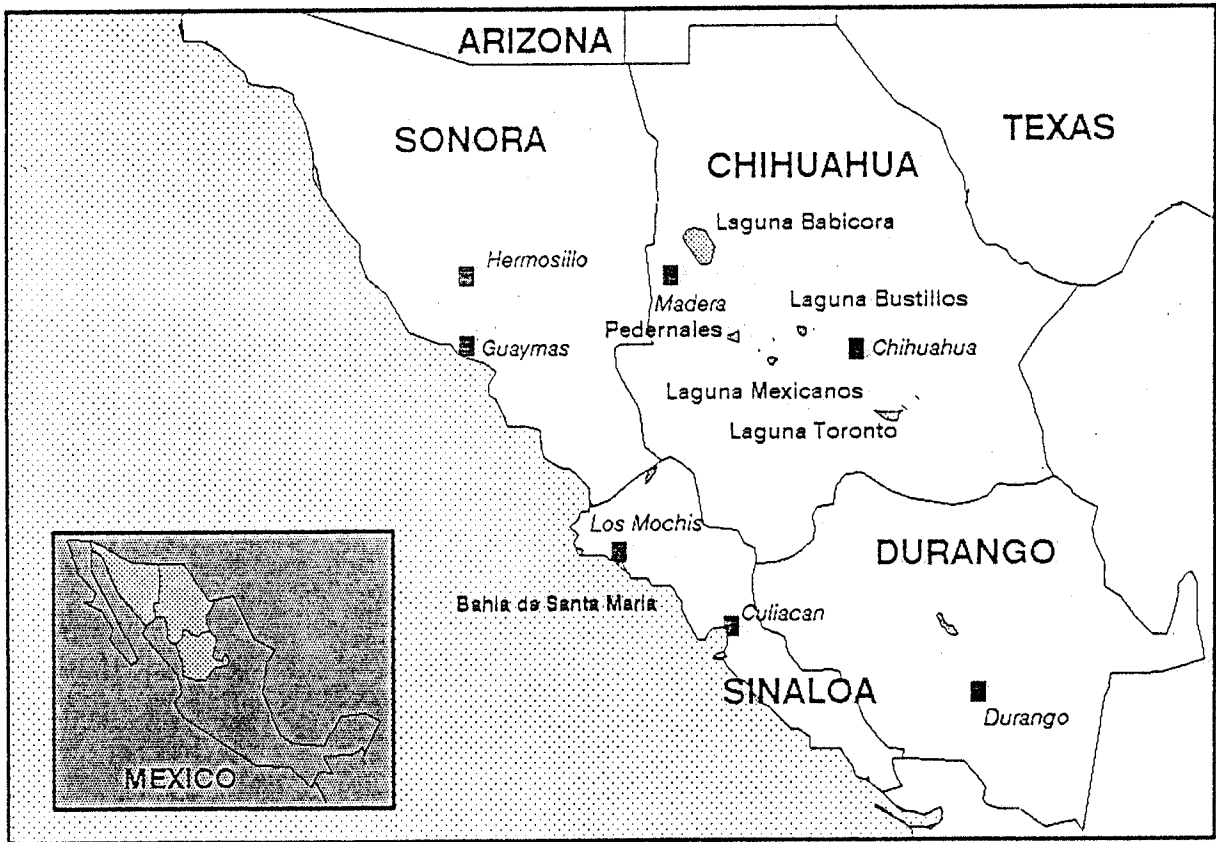 ARIZONA
SONORA
TEXAS
CHIHUAHUA
Laguna Babicora
Hermosillo
Madera
Laguna Bustillos
Pedernales
Guaymas
Chihuahua
Laguna Mexicanos
Laguna Toronto
Los Mochis
DURANGO
Bahia de Santa Maria
Culiacan
SINALOA
Durango
MEXICO